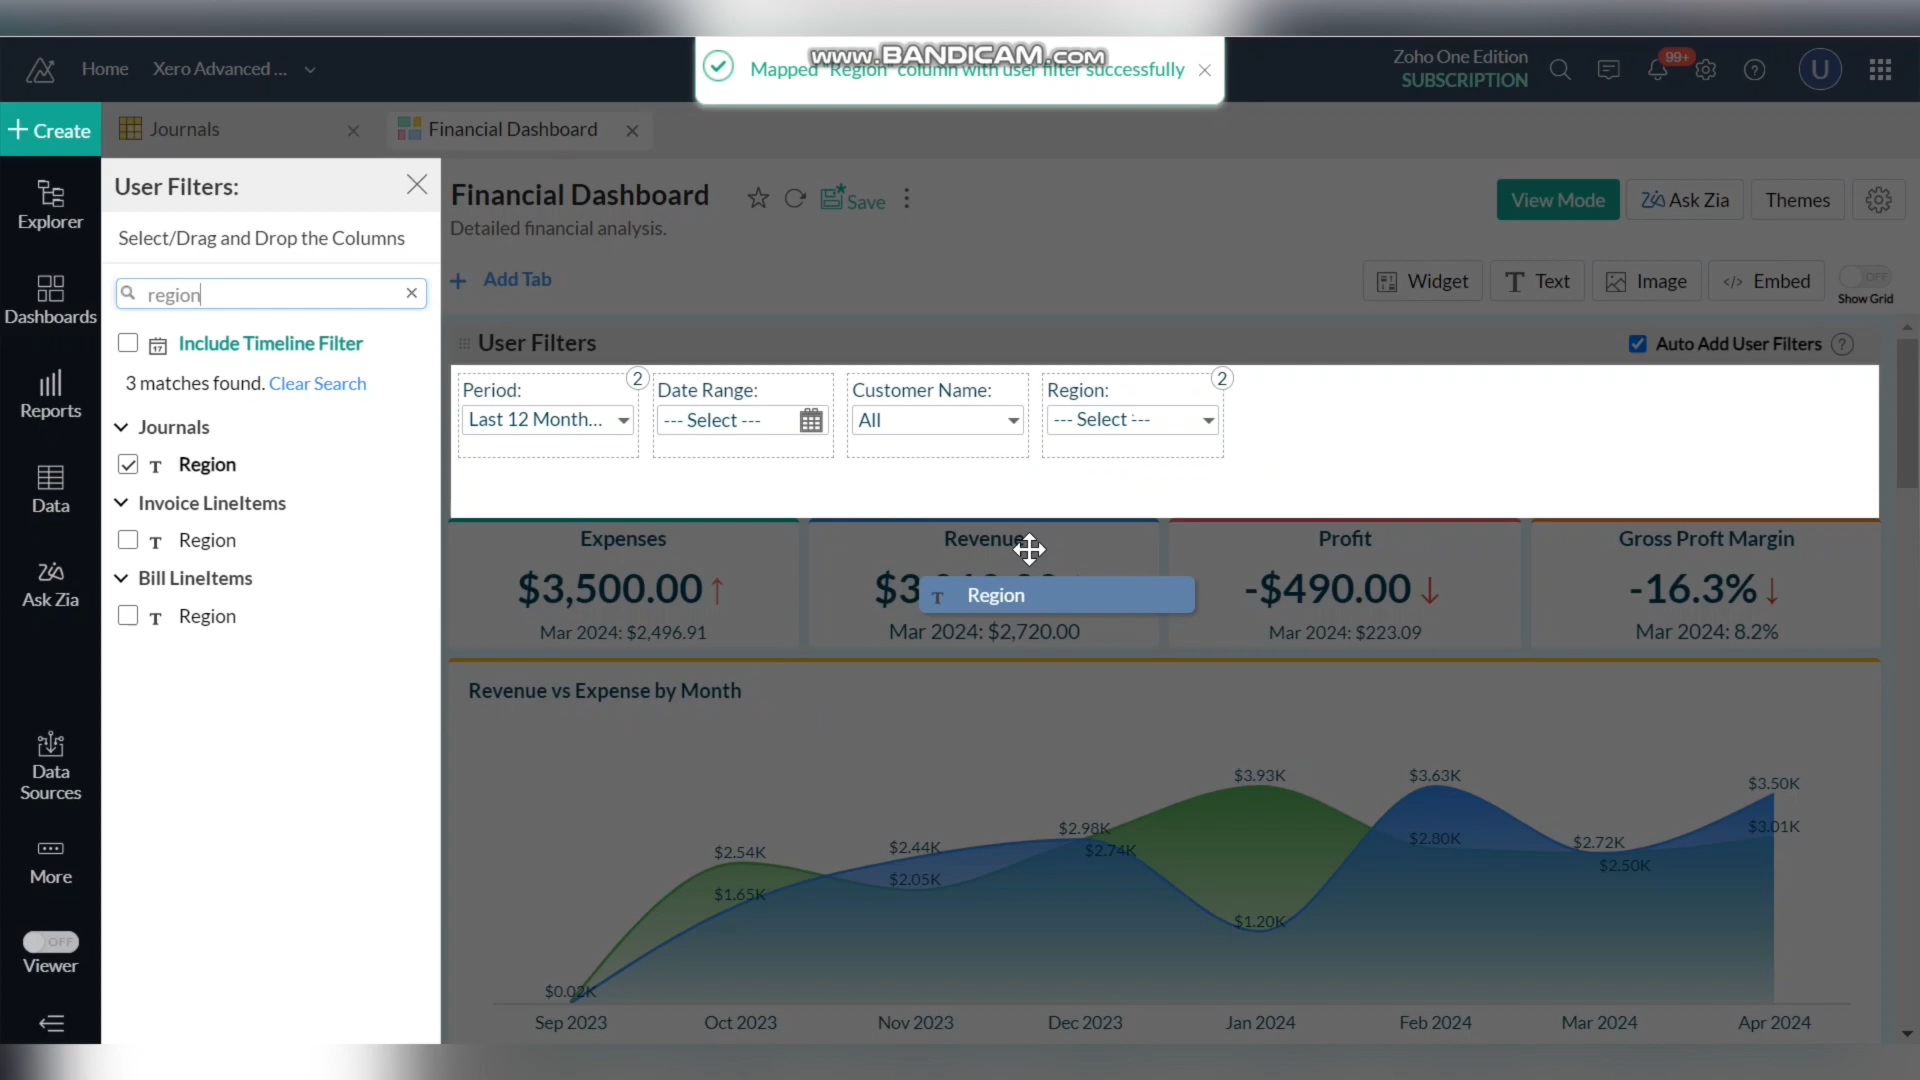 www.BANDICAM.com
Home
Xero Advanced ...
Mapped "Region" column with user filter successfully
Zoho One Edition
SUBSCRIPTION
99+
U
Create
Journals
Financial Dashboard
Explorer
Dashboards
Reports
Data
Ask Zia
Data
Sources
More
OFF
Viewer
User Filters:
Select/Drag and Drop the Columns
region
17
Include Timeline Filter
3 matches found. Clear Search
Journals
T Region
Invoice LineItems
T Region
Bill LineItems
T Region
Financial Dashboard
Save
Detailed financial analysis.
View Mode
Ask Zia
Themes
+ Add Tab
Widget
T Text
Image
</> Embed
OFF
Show Grid
User Filters
Auto Add User Filters ?
Period: 2
Last 12 Month...
Date Range:
--- Select ---
Customer Name:
All
Region: 2
--- Select ---
Expenses
$3,500.00
Mar 2024: $2,496.91
Revenue
$3
T Region
Mar 2024: $2,720.00
Profit
-$490.00
Mar 2024: $223.09
Gross Profit Margin
-16.3%
Mar 2024: 8.2%
Revenue vs Expense by Month
$3.93K
$3.63K
$3.50K
$3.01K
$2.98K
$2.74K
$2.80K
$2.72K
$2.50K
$2.54K
$2.44K
$2.05K
$1.65K
$1.20K
$0.02K
Sep 2023
Oct 2023
Nov 2023
Dec 2023
Jan 2024
Feb 2024
Mar 2024
Apr 2024